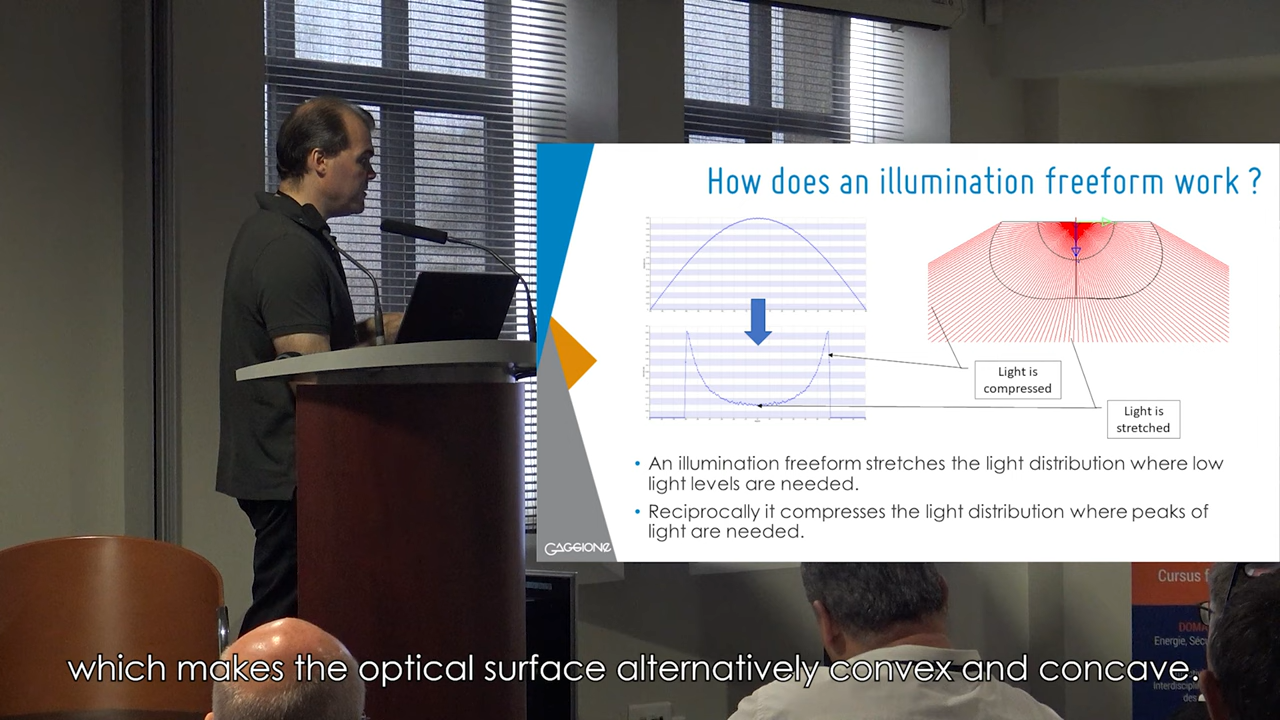 How does an illumination freeform work ?
Light is
compressed
Light is
stretched
• An illumination freeform stretches the light distribution where low
light levels are needed.
• Reciprocally it compresses the light distribution where peaks of
light are needed.
GAGGIONE
Cursus
Energie,
des
which makes the optical surface alternatively convex and concave.